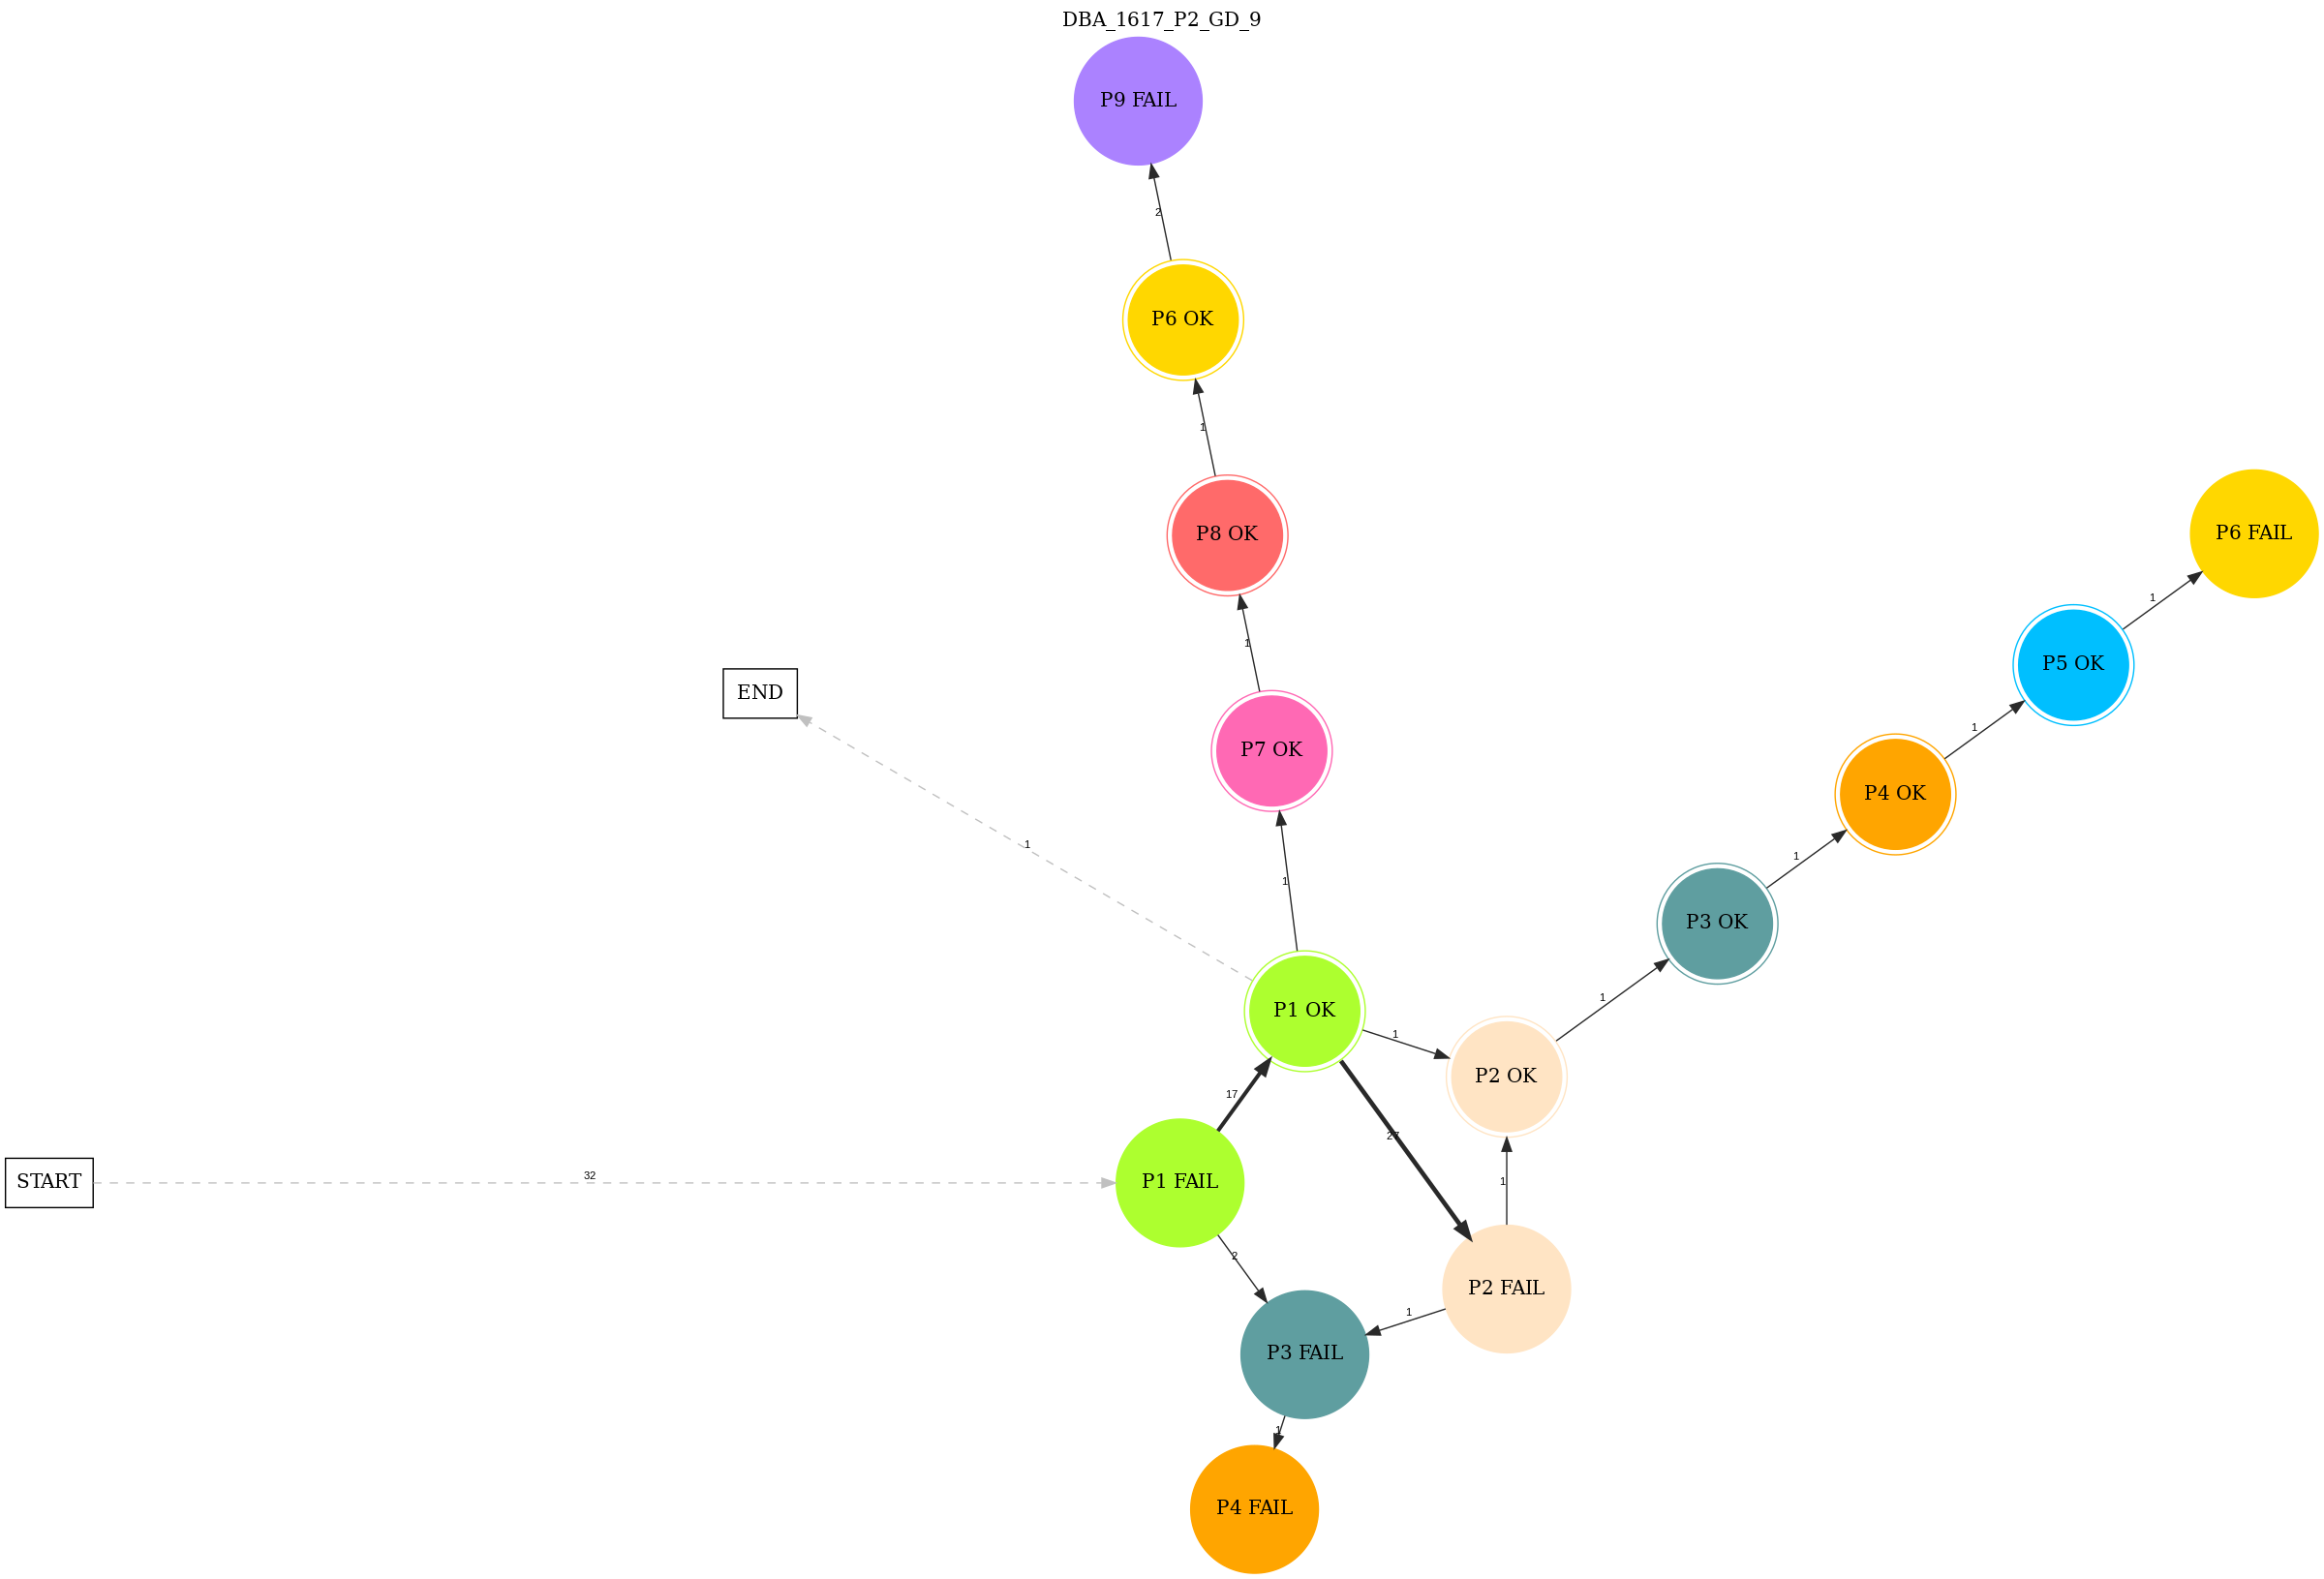 DBA_1617_P2_GD_9
P9 FAIL
2
P6 OK
1
P8 OK
P6 FAIL
1
1
P5 OK
END
1
P7 OK
P4 OK
1
1
1
1
P3 OK
1
P1 OK
1
P2 OK
17
27
32
START
P1 FAIL
1
2
P2 FAIL
1
P3 FAIL
1
P4 FAIL